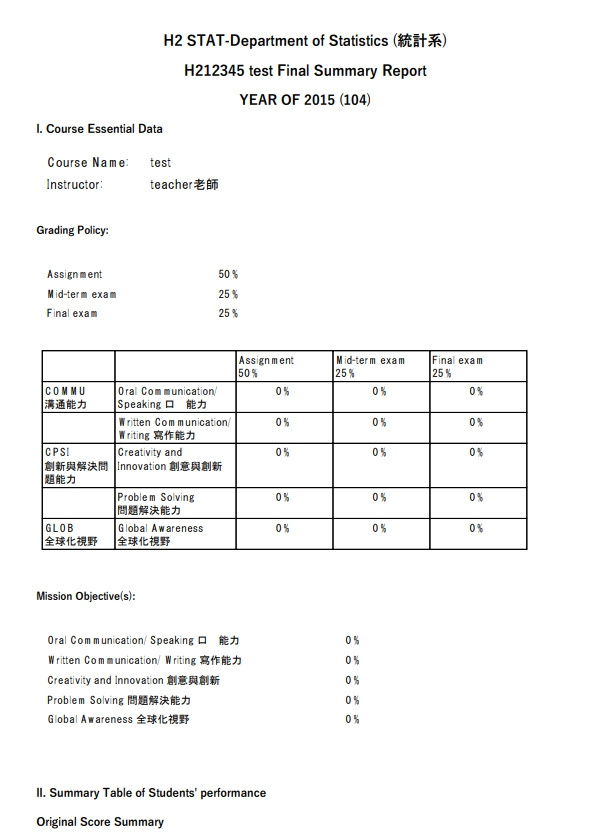 H2 STAT-Department of Statistics (統計系)
H212345 test Final Summary Report
YEAR OF 2015 (104)
I. Course Essential Data
Course Name: test
Instructor: teacher老師
Grading Policy:
Assignment 50%
Mid-term exam 25%
Final exam 25%
Assignment Mid-term exam Final exam
50% 25% 25%
COMMU Oral Communication/ 0% 0% 0%
溝通能力 Speaking 口 能力
Written Communication/ 0% 0% 0%
Writing 寫作能力
CPSI Creativity and 0% 0% 0%
創新與解決問 Innovation 創意與創新
題能力
Problem Solving 0% 0% 0%
問題解決能力
GLOB Global Awareness 0% 0% 0%
全球化視野 全球化視野
Mission Objective(s):
Oral Communication/ Speaking 口 能力 0%
Written Communication/ Writing 寫作能力 0%
Creativity and Innovation 創意與創新 0%
Problem Solving 問題解決能力 0%
Global Awareness 全球化視野 0%
II. Summary Table of Students' performance
Original Score Summary